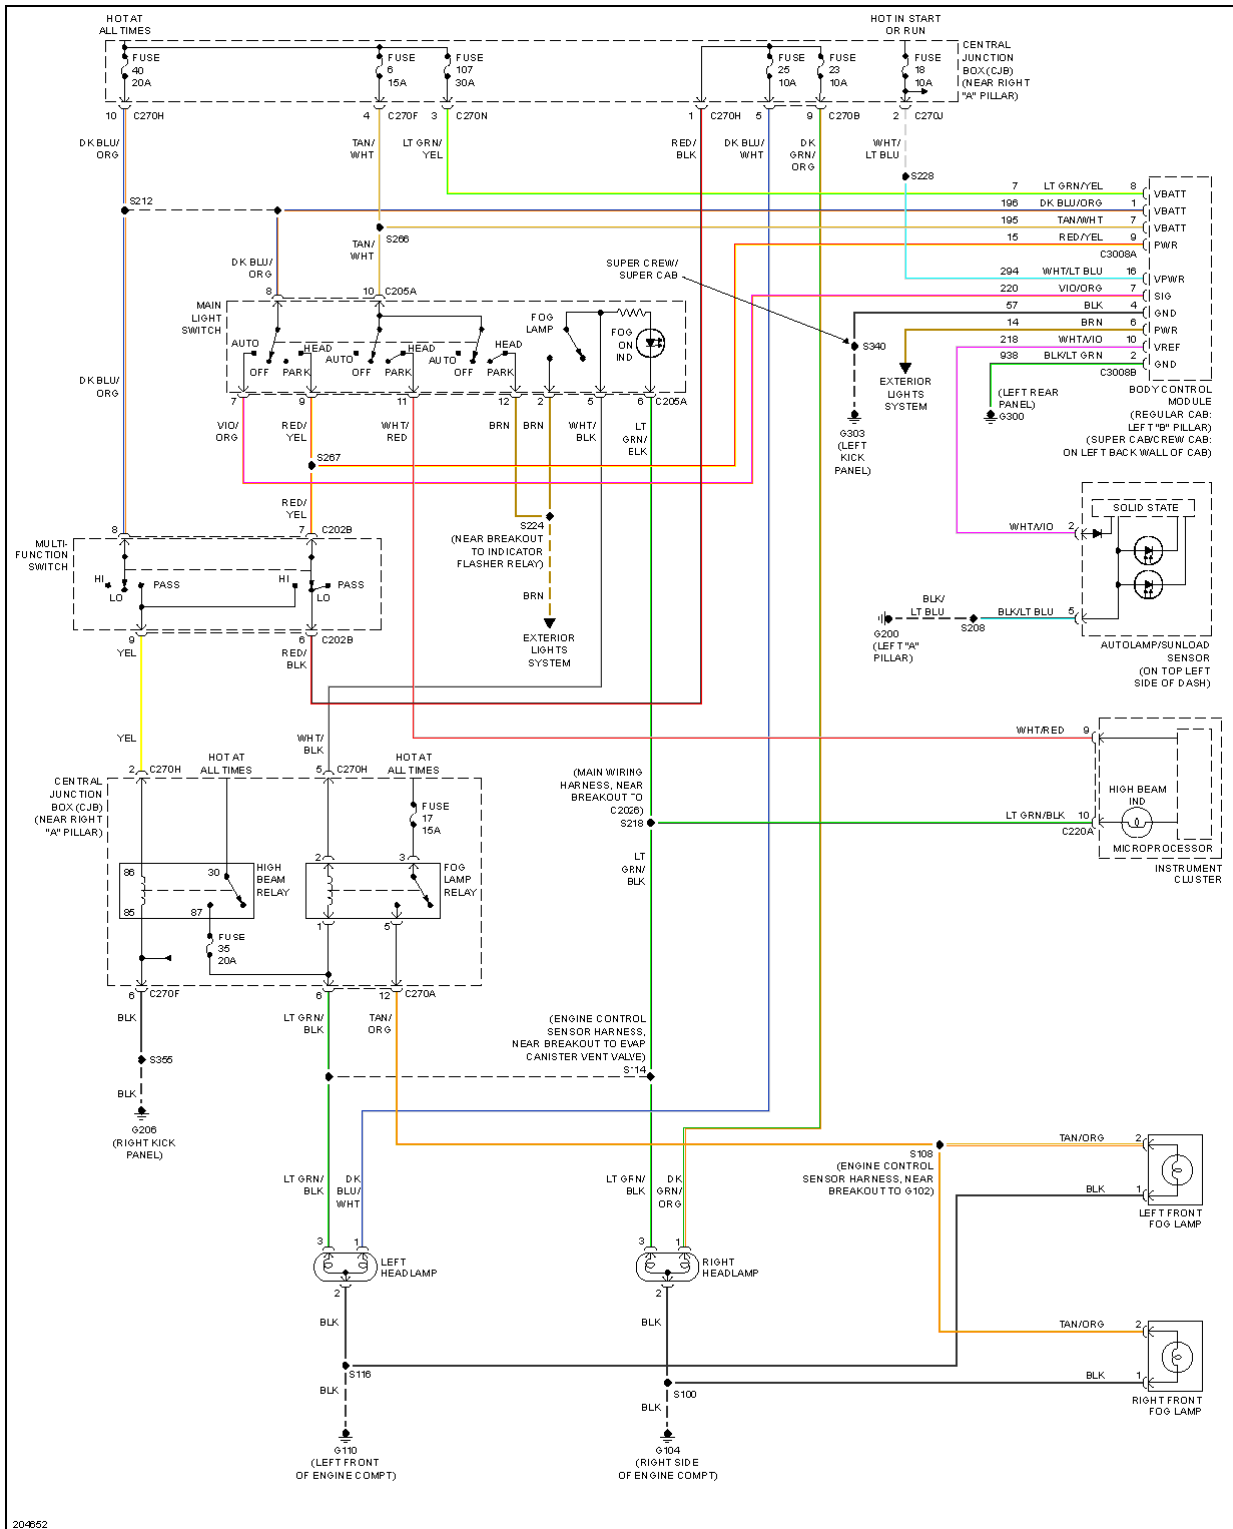 HOT AT
ALL TIMES
HOT IN START
OR RUN
FUSE
40
20A
FUSE
6
15A
FUSE
107
30A
FUSE
25
10A
FUSE
23
10A
FUSE
18
10A
CENTRAL
JUNCTION
BOX (CJB)
(NEAR RIGHT
"A" PILLAR)
10 C270H
4 C270F
3 C270N
1 C270H
5
9 C270B
2 C270J
DK BLU/
ORG
TAN/
WHT
LT GRN/
YEL
RED/
BLK
DK BLU/
WHT
DK
GRN/
ORG
WHT/
LT BLU
S228
S212
S266
TAN/
WHT
DK BLU/
ORG
7 LT GRN/YEL 8 VBATT
196 DK BLU/ORG 1 VBATT
195 TAN/WHT 7 VBATT
15 RED/YEL 9 PWR
C3008A
294 WHT/LT BLU 16 VPWR
220 VIO/ORG 7 SIG
57 BLK 4 GND
14 BRN 6 PWR
218 WHT/VIO 10 VREF
938 BLK/LT GRN 2 GND
C3008B
BODY CONTROL
MODULE
(REGULAR CAB:
LEFT "B" PILLAR)
(SUPER CAB/CREW CAB:
ON LEFT BACK WALL OF CAB)
SUPER CREW/
SUPER CAB
S340
G303
(LEFT
KICK
PANEL)
EXTERIOR
LIGHTS
SYSTEM
(LEFT REAR
PANEL)
G300
8
10 C205A
MAIN
LIGHT
SWITCH
AUTO
OFF
PARK
HEAD
AUTO
OFF
PARK
HEAD
AUTO
OFF
PARK
HEAD
FOG
LAMP
FOG
ON
IND
7
9
11
12
2
5
6 C205A
VIO/
ORG
RED/
YEL
WHT/
RED
BRN
BRN
WHT/
BLK
LT
GRN/
ELK
DK BLU/
ORG
S267
RED/
YEL
S224
(NEAR BREAKOUT
TO INDICATOR
FLASHER RELAY)
BRN
EXTERIOR
LIGHTS
SYSTEM
8
7 C202B
MULTI-
FUNCTION
SWITCH
HI
LO
PASS
HI
LO
PASS
9
6 C202B
YEL
RED/
BLK
SOLID STATE
WHT/VIO 2
BLK/
LT BLU
BLK/LT BLU 5
G200
(LEFT "A"
PILLAR)
S208
AUTOLAMP/SUNLOAD
SENSOR
(ON TOP LEFT
SIDE OF DASH)
YEL
WHT/
BLK
HOT AT
ALL TIMES
HOT AT
ALL TIMES
2 C270H
5 C270H
CENTRAL
JUNCTION
BOX (CJB)
(NEAR RIGHT
"A" PILLAR)
FUSE
17
15A
86
30
85
87
HIGH
BEAM
RELAY
2
3
FOG
LAMP
RELAY
1
5
FUSE
35
20A
6 C270F
6
12 C270A
(MAIN WIRING
HARNESS, NEAR
BREAKOUT TO
C2026)
S218
WHT/RED 9
LT GRN/BLK 10
C220A
HIGH BEAM
IND
MICROPROCESSOR
INSTRUMENT
CLUSTER
LT
GRN/
BLK
BLK
S355
BLK
G206
(RIGHT KICK
PANEL)
LT GRN/
BLK
TAN/
ORG
(ENGINE CONTROL
SENSOR HARNESS,
NEAR BREAKOUT TO EVAP
CANISTER VENT VALVE)
S114
LT GRN/
BLK
DK
BLU/
WHT
LT GRN/
BLK
DK
GRN/
ORG
S108
(ENGINE CONTROL
SENSOR HARNESS, NEAR
BREAKOUT TO G102)
TAN/ORG 2
BLK 1
LEFT FRONT
FOG LAMP
3
1
LEFT
HEADLAMP
2
3
1
RIGHT
HEADLAMP
2
BLK
BLK
S116
BLK
S100
BLK
G110
(LEFT FRONT
OF ENGINE COMPT)
G104
(RIGHT SIDE
OF ENGINE COMPT)
TAN/ORG 2
BLK 1
RIGHT FRONT
FOG LAMP
204652